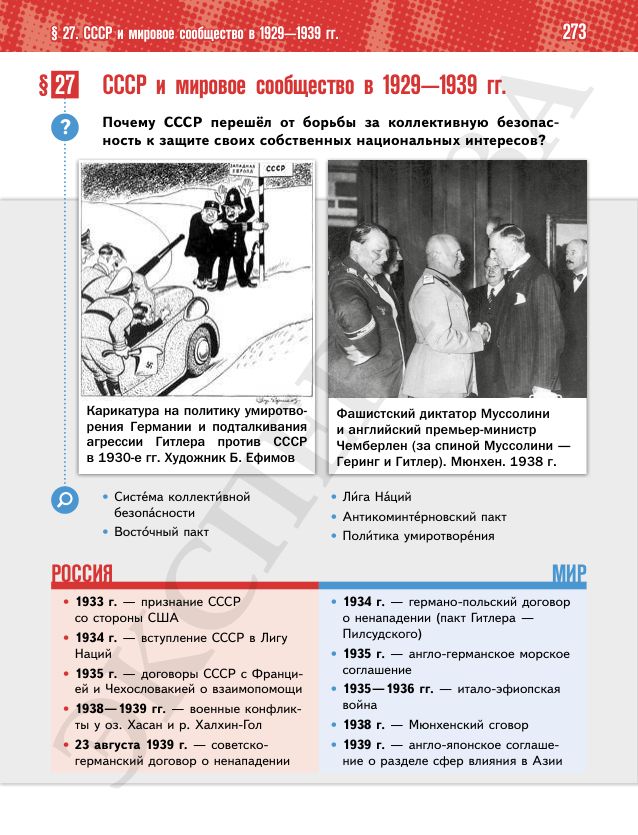 § 27. СССР и мировое сообщество в 1929—1939 гг.
273
§ 27
СССР и мировое сообщество в 1929—1939 гг.
?
Почему СССР перешёл от борьбы за коллективную безопас-
ность к защите своих собственных национальных интересов?
ЗАПАДНАЯ
ЕВРОПА
СССР
Карикатура на политику умиротво-
рения Германии и подталкивания
агрессии Гитлера против СССР
в 1930-е гг. Художник Б. Ефимов
Фашистский диктатор Муссолини
и английский премьер-министр
Чемберлен (за спиной Муссолини —
Геринг и Гитлер). Мюнхен. 1938 г.
• Систе́ма коллекти́вной
безопа́сности
• Восто́чный пакт
• Ли́га На́ций
• Антикоминте́рновский пакт
• Поли́тика умиротворе́ния
РОССИЯ
• 1933 г. — признание СССР
со стороны США
• 1934 г. — вступление СССР в Лигу
Наций
• 1935 г. — договоры СССР с Франци-
ей и Чехословакией о взаимопомощи
• 1938—1939 гг. — военные конфлик-
ты у оз. Хасан и р. Халхин-Гол
• 23 августа 1939 г. — советско-
германский договор о ненападении
МИР
• 1934 г. — германо-польский договор
о ненападении (пакт Гитлера —
Пилсудского)
• 1935 г. — англо-германское морское
соглашение
• 1935—1936 гг. — итало-эфиопская
война
• 1938 г. — Мюнхенский сговор
• 1939 г. — англо-японское соглаше-
ние о разделе сфер влияния в Азии
ЭКСПЕРТИЗА